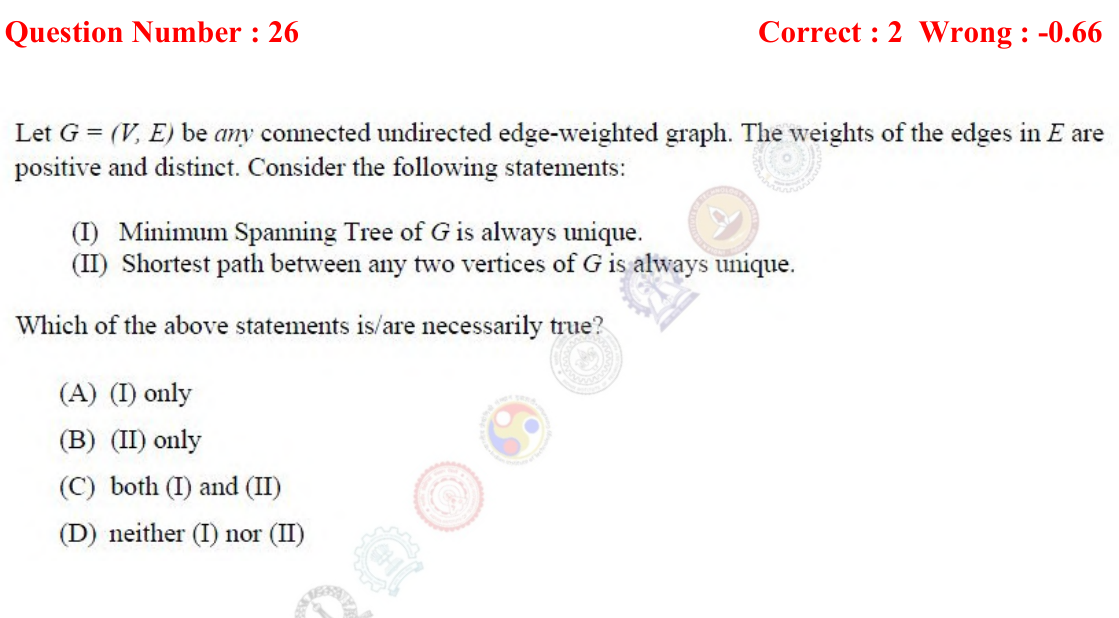 Question Number : 26 Correct : 2 Wrong : -0.66
Let G = (V, E) be any connected undirected edge-weighted graph. The weights of the edges in E are
positive and distinct. Consider the following statements:
(I) Minimum Spanning Tree of G is always unique.
(II) Shortest path between any two vertices of G is always unique.
Which of the above statements is/are necessarily true?
(A) (I) only
(B) (II) only
(C) both (I) and (II)
(D) neither (I) nor (II)